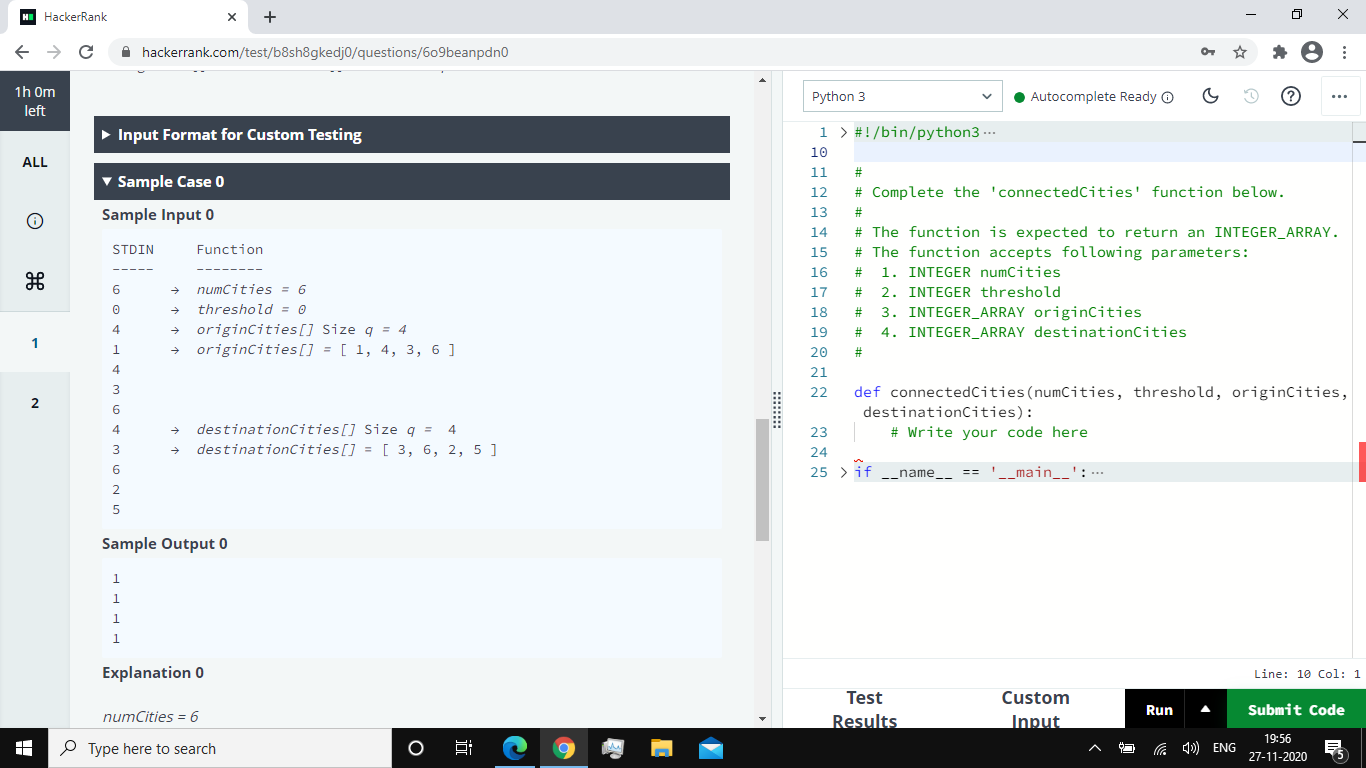 HackerRank
hackerrank.com/test/b8sh8gkedj0/questions/6o9beanpdn0
1h 0m
left
ALL
1
2
Input Format for Custom Testing
Sample Case 0
Sample Input 0
STDIN Function
----- --------
6 → numCities = 6
0 → threshold = 0
4 → originCities[] Size q = 4
1 → originCities[] = [ 1, 4, 3, 6 ]
4
3
6
4 → destinationCities[] Size q = 4
3 → destinationCities[] = [ 3, 6, 2, 5 ]
6
2
5
Sample Output 0
1
1
1
1
Explanation 0
numCities = 6
Python 3
Autocomplete Ready
1 #!/bin/python3
10
11 #
12 # Complete the 'connectedCities' function below.
13 #
14 # The function is expected to return an INTEGER_ARRAY.
15 # The function accepts following parameters:
16 #  1. INTEGER numCities
17 #  2. INTEGER threshold
18 #  3. INTEGER_ARRAY originCities
19 #  4. INTEGER_ARRAY destinationCities
20 #
21
22 def connectedCities(numCities, threshold, originCities,
destinationCities):
23     # Write your code here
24
25 if __name__ == '__main__':
Line: 10 Col: 1
Test
Results
Custom
Input
Run
Submit Code
Type here to search
ENG
19:56
27-11-2020
5